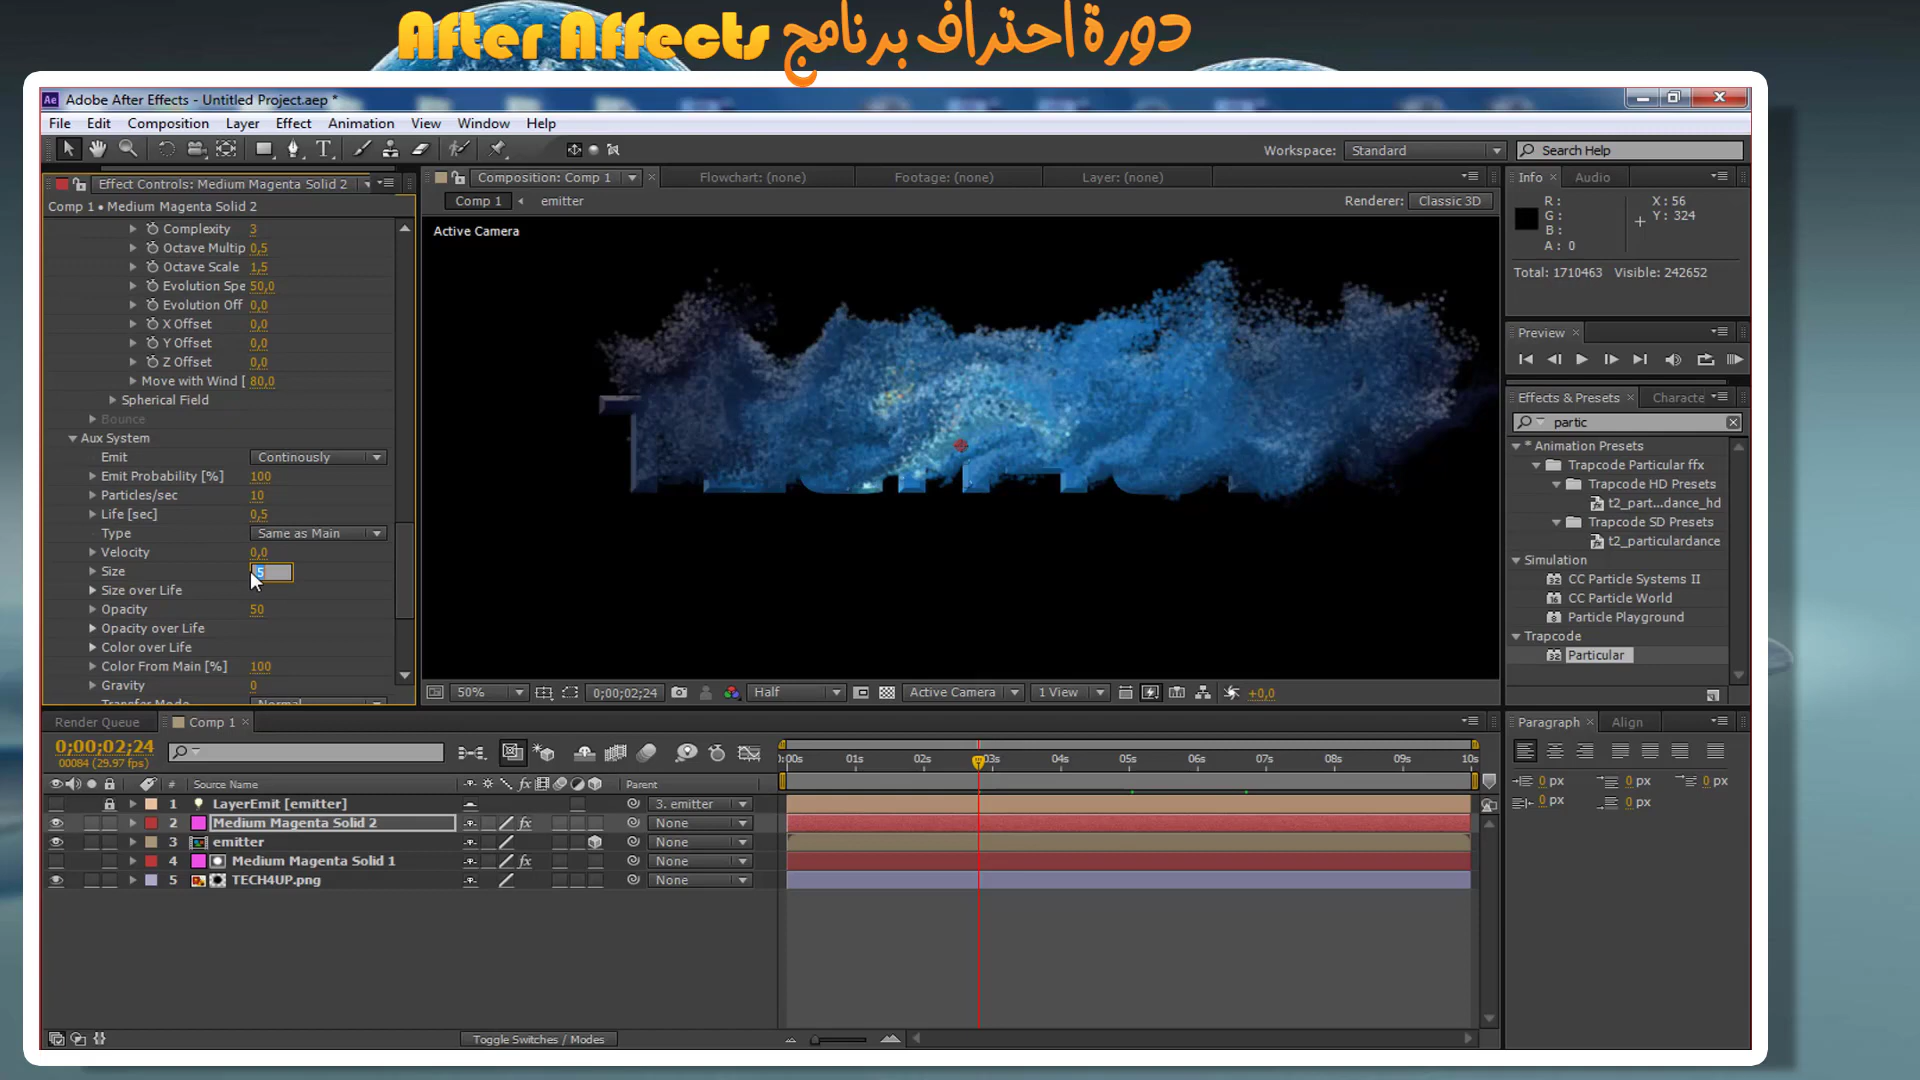 دورة احتراف برنامج After Affects
Adobe After Effects - Untitled Project.aep *
File Edit Composition Layer Effect Animation View Window Help
Workspace: Standard Search Help
Effect Controls: Medium Magenta Solid 2
Comp 1 • Medium Magenta Solid 2
Complexity 3
Octave Multip 0,5
Octave Scale 1,5
Evolution Spe 50,0
Evolution Off 0,0
X Offset 0,0
Y Offset 0,0
Z Offset 0,0
Move with Wind [ 80,0
Spherical Field
Bounce
Aux System
Emit Continously
Emit Probability [%] 100
Particles/sec 10
Life [sec] 0,5
Type Same as Main
Velocity 0,0
Size 5
Size over Life
Opacity 50
Opacity over Life
Color over Life
Color From Main [%] 100
Gravity 0
Transfer Mode Normal
Composition: Comp 1 Flowchart: (none) Footage: (none) Layer: (none)
Comp 1 emitter Renderer: Classic 3D
Active Camera
50% 0;00;02;24 Half Active Camera 1 View +0,0
Info Audio
R: X: 56
G: Y: 324
B:
A: 0
Total: 1710463 Visible: 242652
Preview
Effects & Presets Characte
partic
* Animation Presets
Trapcode Particular ffx
Trapcode HD Presets
t2_part...dance_hd
Trapcode SD Presets
t2_particulardance
Simulation
CC Particle Systems II
CC Particle World
Particle Playground
Trapcode
Particular
Render Queue Comp 1
0;00;02;24
00084 (29.97 fps)
:00s 01s 02s 03s 04s 05s 06s 07s 08s 09s 10s
# Source Name fx Parent
1 LayerEmit [emitter] 3. emitter
2 Medium Magenta Solid 2 fx None
3 emitter None
4 Medium Magenta Solid 1 fx None
5 TECH4UP.png None
Toggle Switches / Modes
Paragraph Align
0 px 0 px 0 px
0 px 0 px